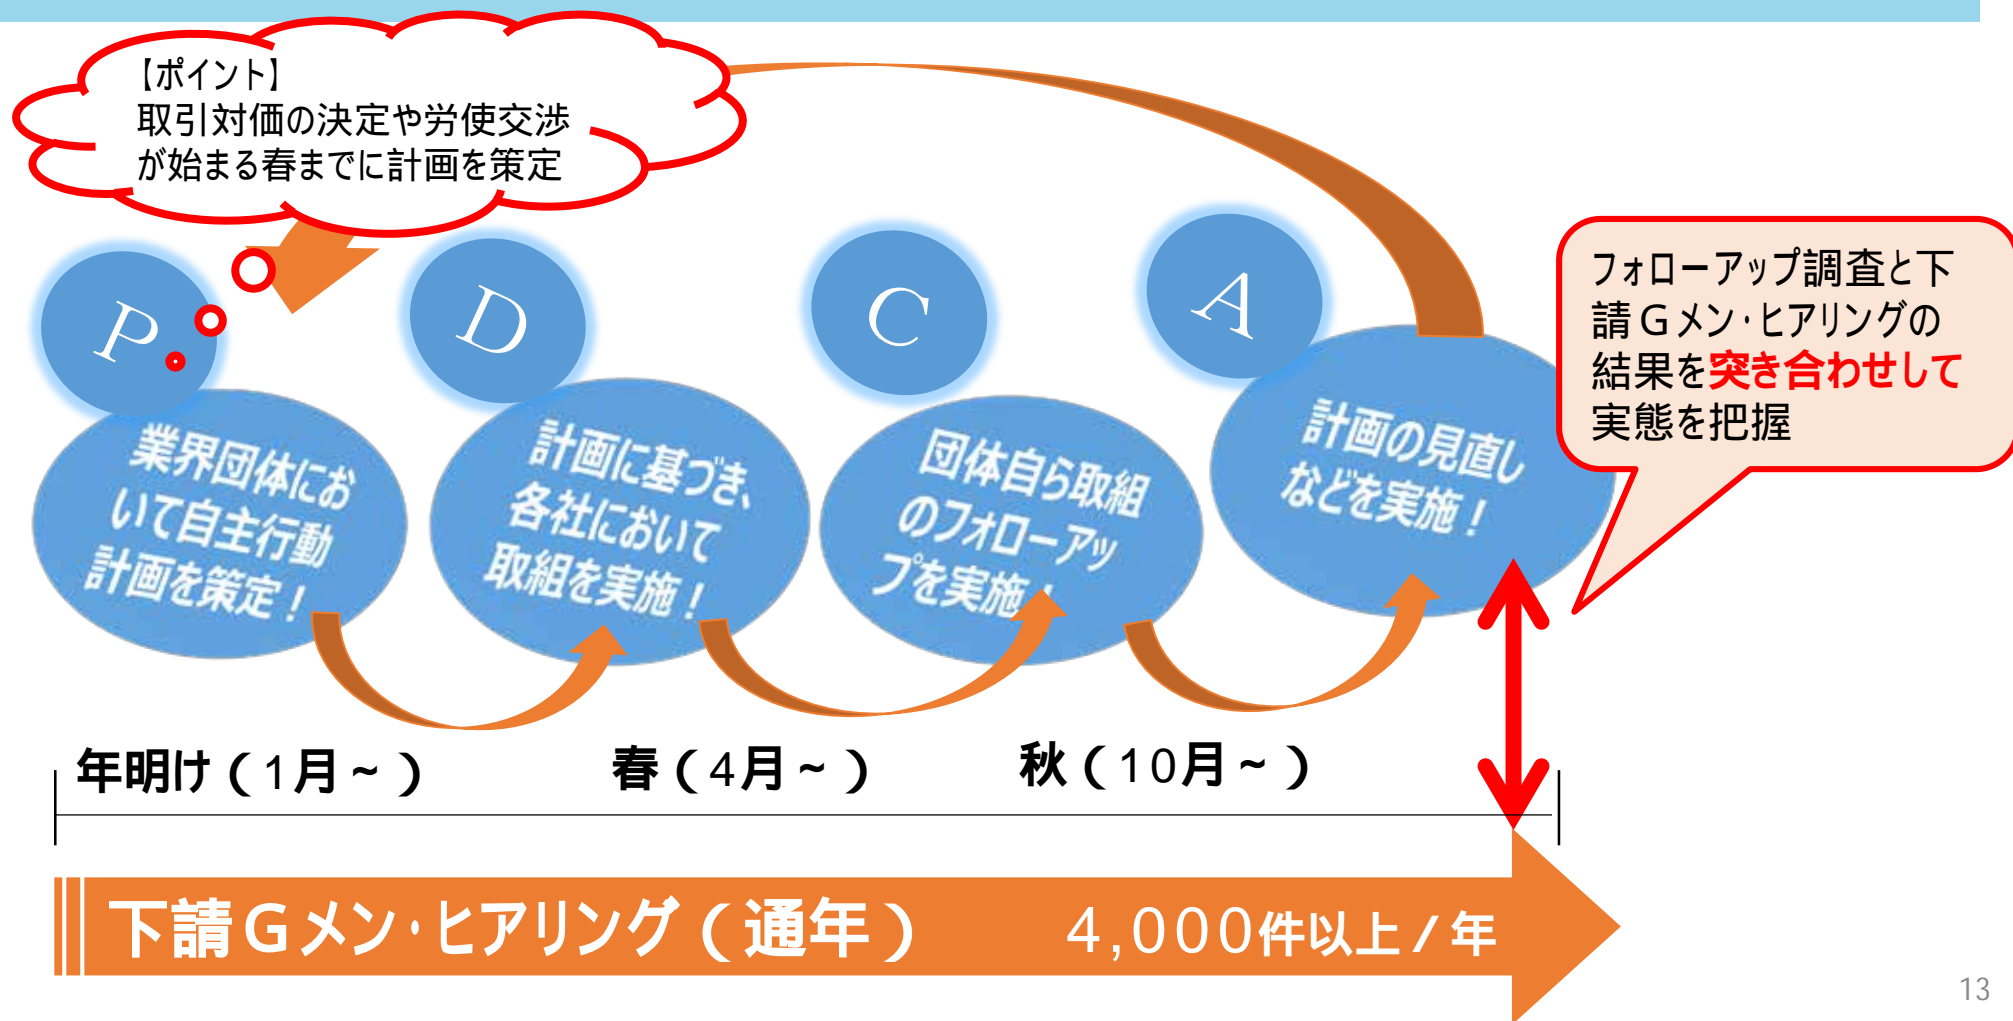 【ポイント】
取引対価の決定や労使交渉
が始まる春までに計画を策定
P
D
C
A
業界団体にお
いて自主行動
計画を策定！
計画に基づき、
各社において
取組を実施！
団体自ら取組
のフォローアッ
プを実施！
計画の見直し
などを実施！
フォローアップ調査と下
請Gメン・ヒアリングの
結果を突き合わせして
実態を把握
年明け（1月～）
春（4月～）
秋（10月～）
下請Gメン・ヒアリング（通年）　4,000件以上／年
13